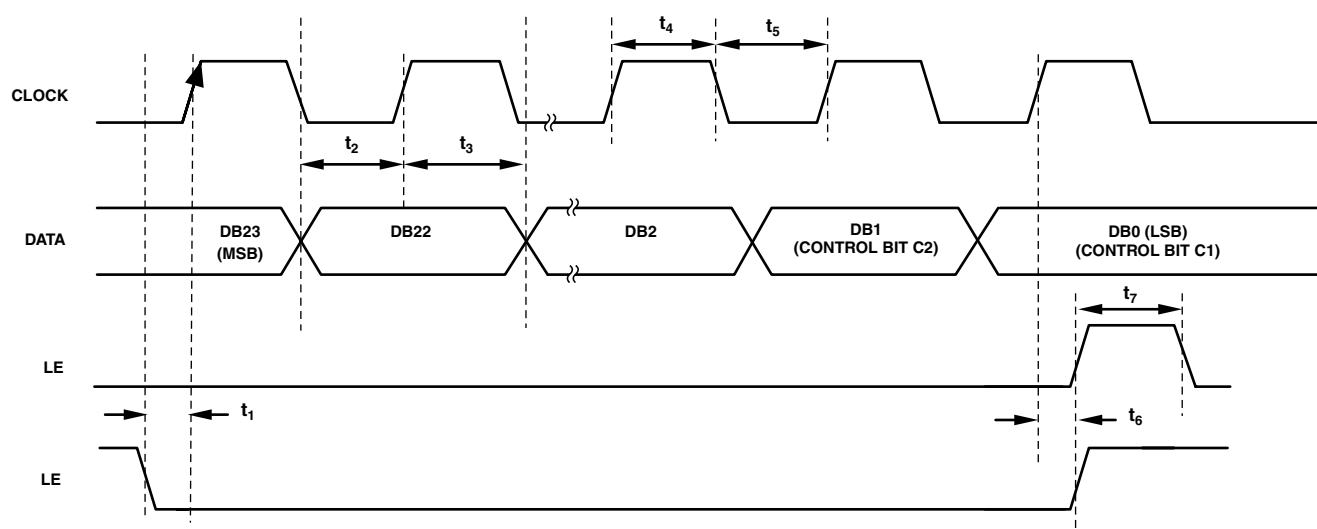 t4
t5
CLOCK
t2
t3
DB23
(MSB)
DB22
DB2
DB1
(CONTROL BIT C2)
DB0 (LSB)
(CONTROL BIT C1)
DATA
t7
LE
t1
t6
LE